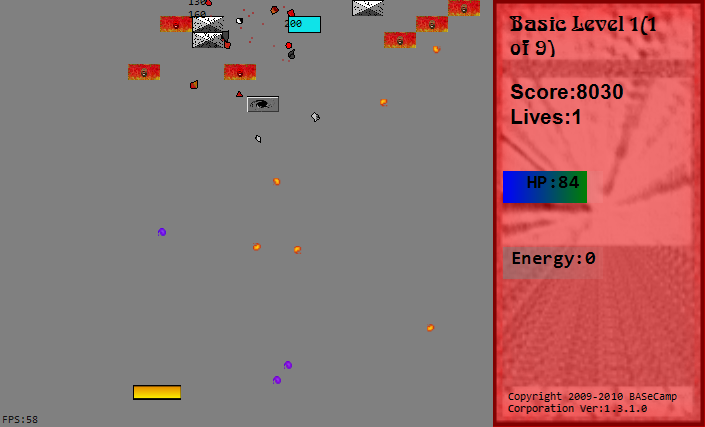 130
160
200
Basic Level 1(1
of 9)
Score:8030
Lives:1
HP:84
Energy:0
Copyright 2009-2010 BASeCamp
Corporation Ver:1.3.1.0
FPS:58